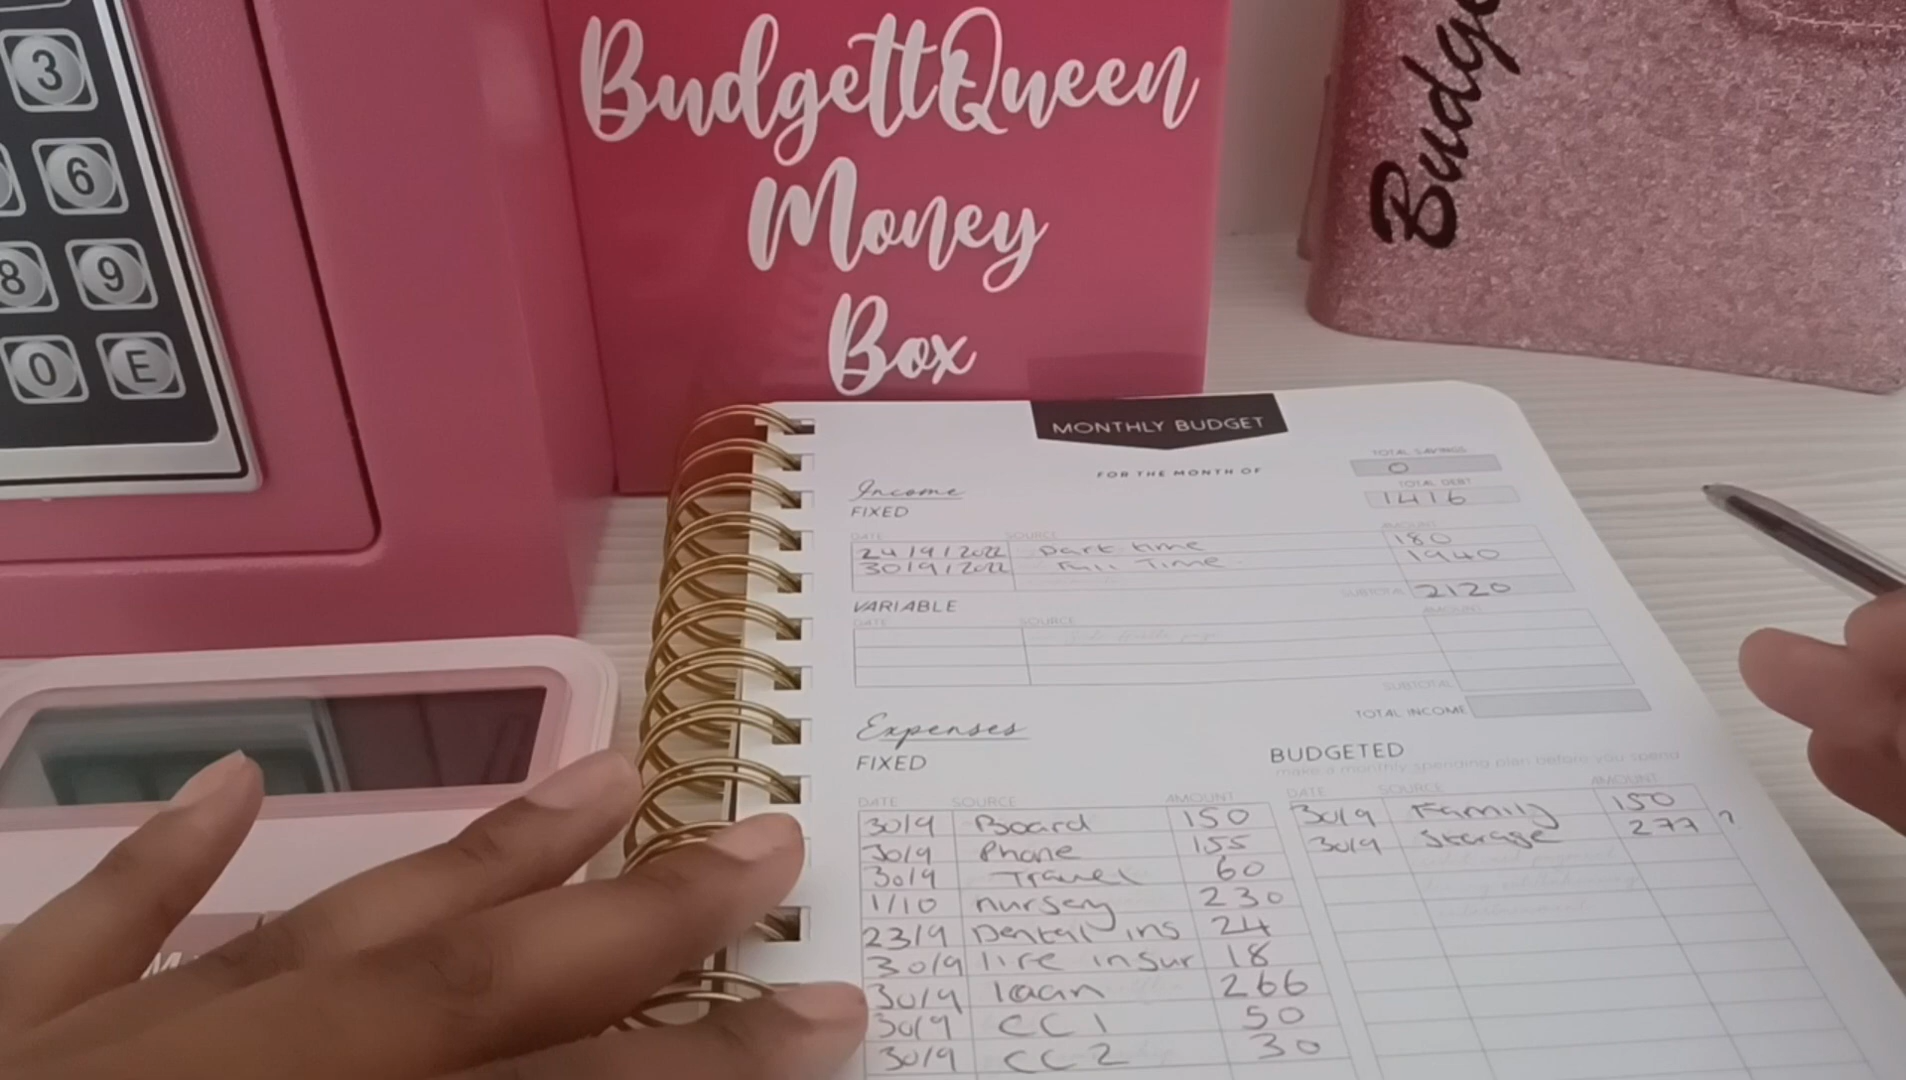 3
6
8 9
0 E
BudgettQueen
Money
Box
Budge
MONTHLY BUDGET
FOR THE MONTH OF
TOTAL SAVINGS
0
TOTAL DEBT
1416
Income
FIXED
DATE SOURCE AMOUNT
24/9/2022 Part time 180
30/9/2022 Full Time 1940
SUBTOTAL 2120
VARIABLE
DATE SOURCE AMOUNT
SUBTOTAL
TOTAL INCOME
Expenses
FIXED
DATE SOURCE AMOUNT
30/9 Board 150
30/9 Phone 155
30/9 Travel 60
1/10 nursey 230
23/9 Dental ins 24
30/9 life insur 18
30/9 loan 266
30/9 CC1 50
30/9 CC2 30
BUDGETED
make a monthly spending plan before you spend
DATE SOURCE AMOUNT
30/9 Family 150
30/9 Storage 277 ?